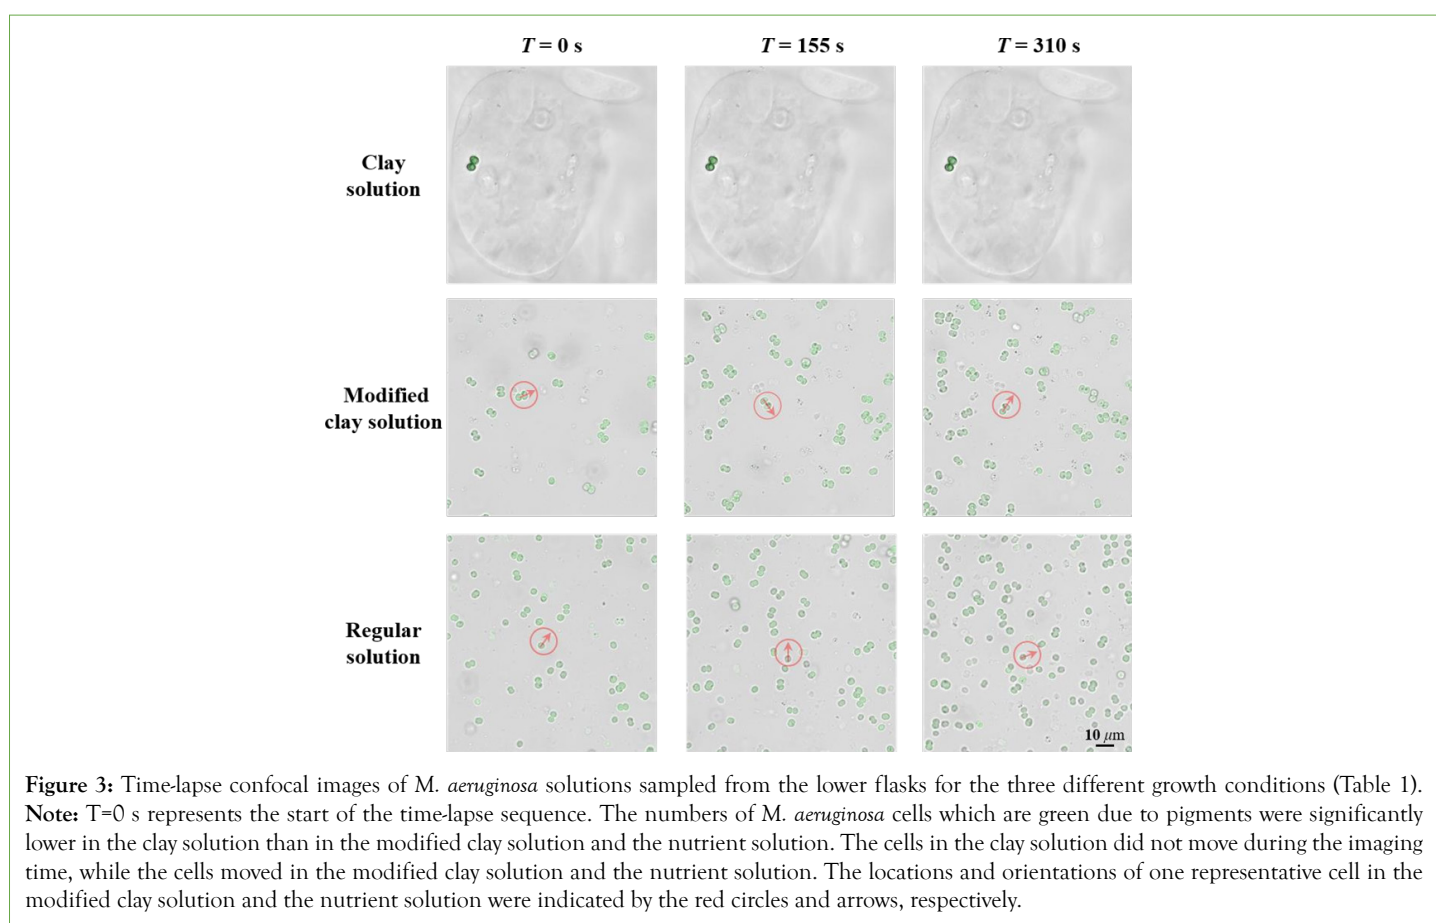 T = 0 s
T = 155 s
T = 310 s
Clay
solution
Modified
clay solution
Regular
solution
10 μm
Figure 3: Time-lapse confocal images of M. aeruginosa solutions sampled from the lower flasks for the three different growth conditions (Table 1).
Note: T=0 s represents the start of the time-lapse sequence. The numbers of M. aeruginosa cells which are green due to pigments were significantly
lower in the clay solution than in the modified clay solution and the nutrient solution. The cells in the clay solution did not move during the imaging
time, while the cells moved in the modified clay solution and the nutrient solution. The locations and orientations of one representative cell in the
modified clay solution and the nutrient solution were indicated by the red circles and arrows, respectively.